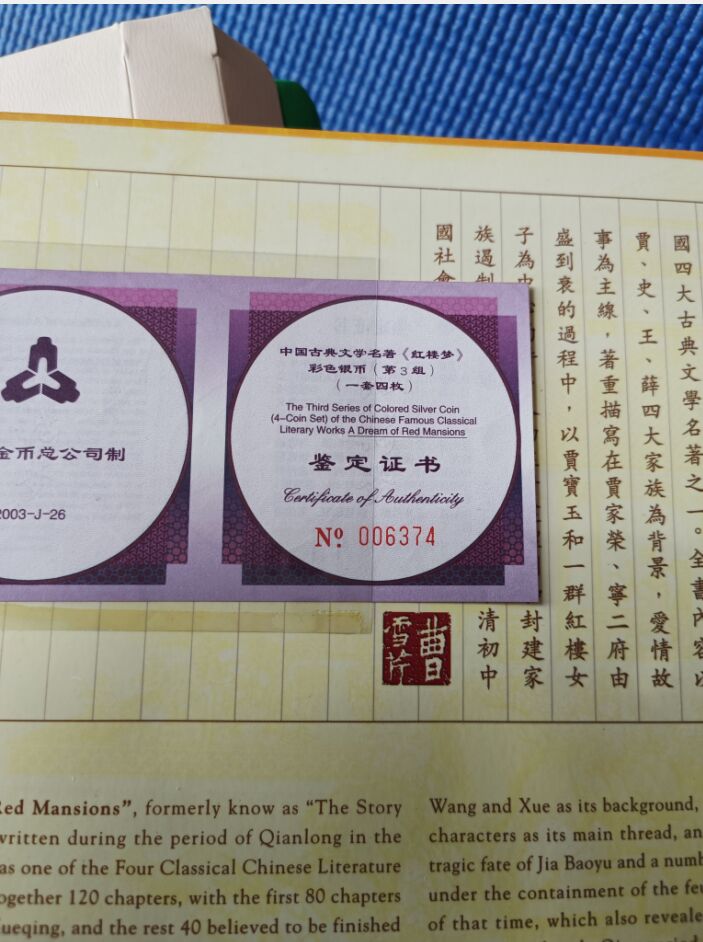 國四大古典文學名著之一。全書內容以
賈、史、王、薛四大家族為背景，愛情故
事為主線，著重描寫在賈家榮、寧二府由
盛到衰的過程中，以賈寶玉和一群紅樓女
子為中
封建家
族遏制
清初中
國社會
曹雪芹
金币总公司制
2003-J-26
中国古典文学名著《红楼梦》
彩色银币（第3组）
（一套四枚）
The Third Series of Colored Silver Coin
(4-Coin Set) of the Chinese Famous Classical
Literary Works A Dream of Red Mansions
鉴定证书
Certificate of Authenticity
Nº 006374
Red Mansions”, formerly know as “The Story
written during the period of Qianlong in the
as one of the Four Classical Chinese Literature
ogether 120 chapters, with the first 80 chapters
ueqing, and the rest 40 believed to be finished
Wang and Xue as its background,
characters as its main thread, an
tragic fate of Jia Baoyu and a numb
under the containment of the feu
of that time, which also reveale